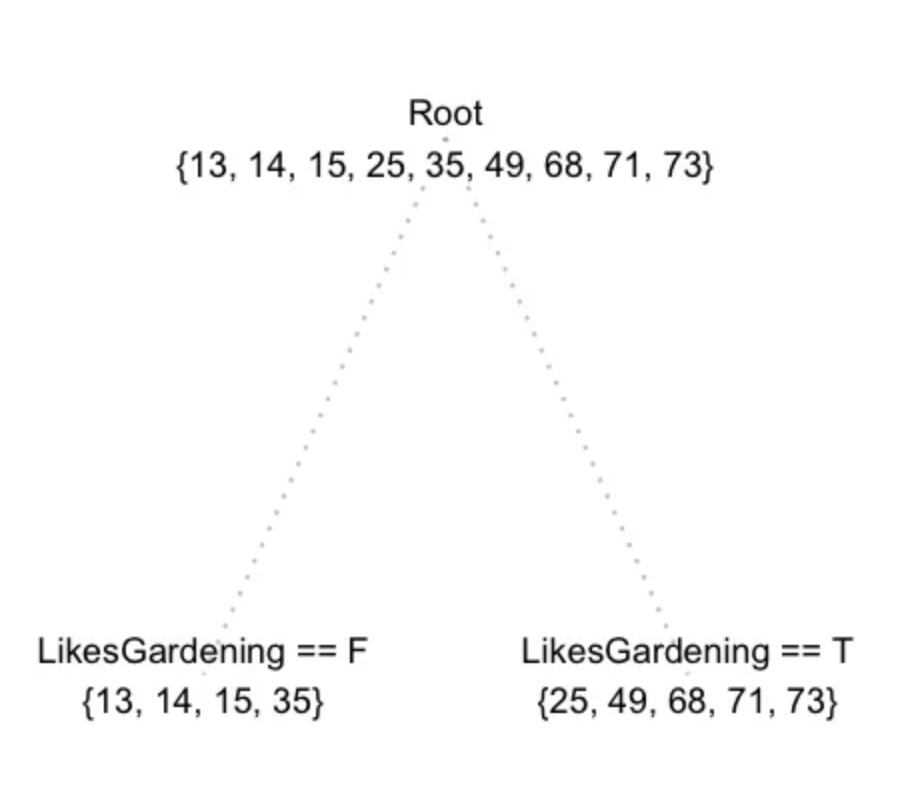 Root
{13, 14, 15, 25, 35, 49, 68, 71, 73}
LikesGardening == F
LikesGardening == T
{13, 14, 15, 35}
{25, 49, 68, 71, 73}